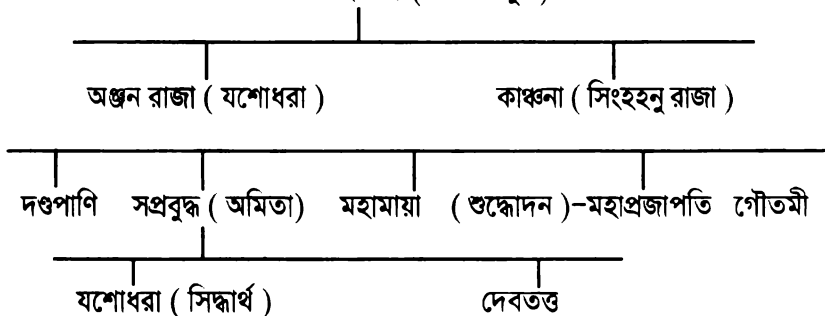 অঞ্জন রাজা ( যশোধরা ) কাঞ্চনা ( সিংহহনু রাজা )
দণ্ডপাণি সপ্রবুদ্ধ ( অমিতা) মহামায়া ( শুদ্ধোদন )-মহাপ্রজাপতি গৌতমী
যশোধরা ( সিদ্ধার্থ ) দেবতত্ত